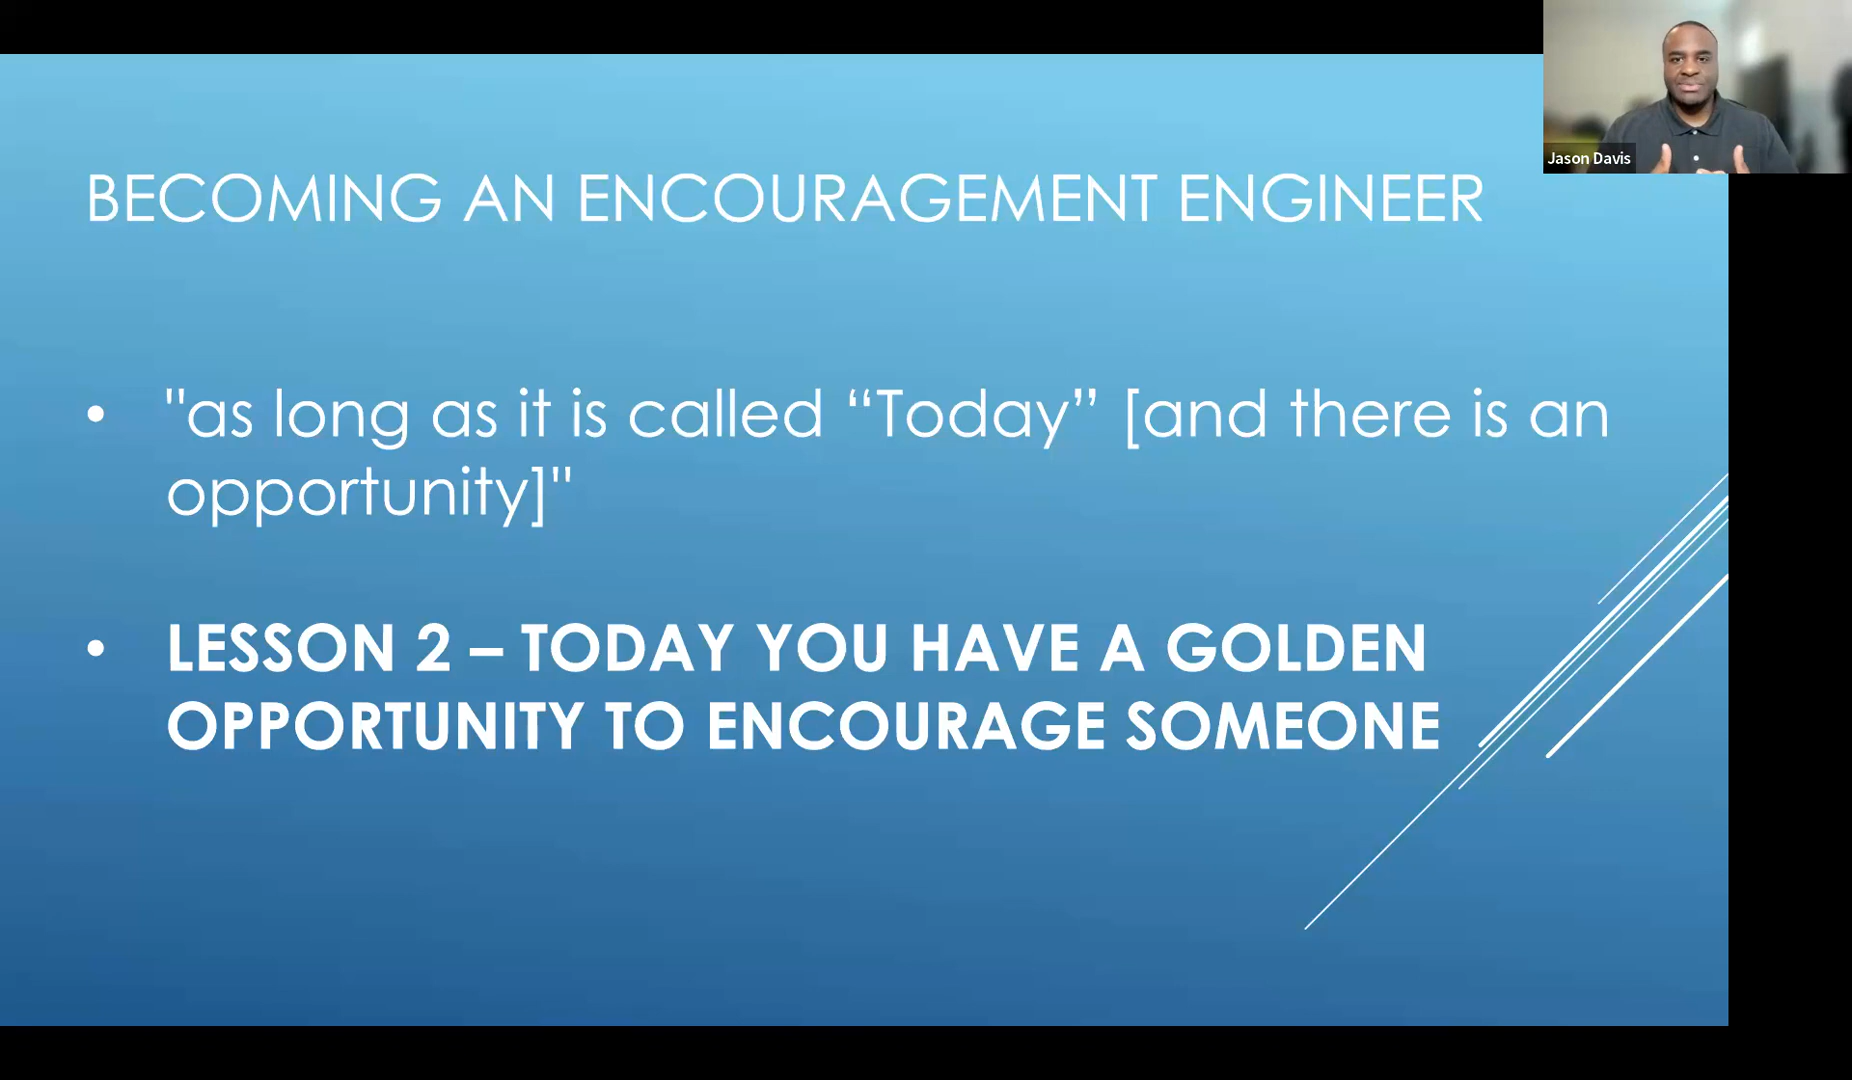 BECOMING AN ENCOURAGEMENT ENGINEER
• "as long as it is called “Today” [and there is an
opportunity]"
• LESSON 2 – TODAY YOU HAVE A GOLDEN
OPPORTUNITY TO ENCOURAGE SOMEONE
Jason Davis